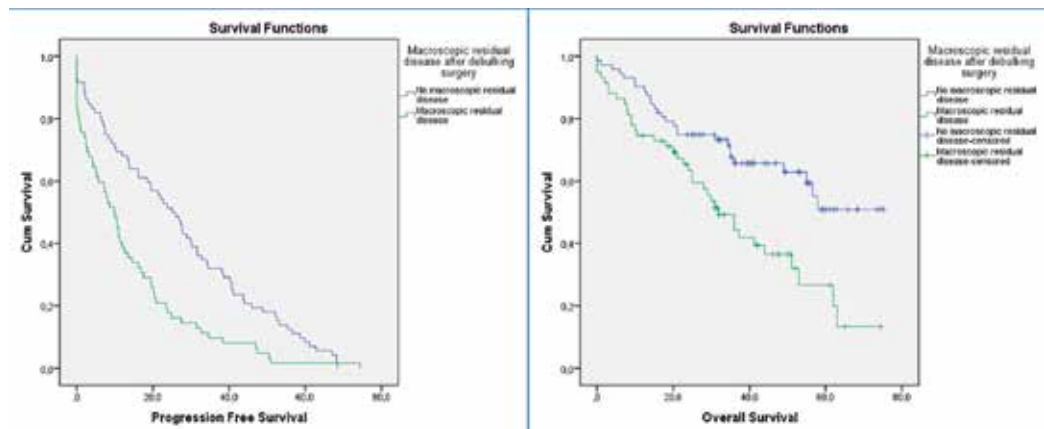 Survival Functions
Macroscopic residual
disease after debulking
surgery
No macroscopic residual
disease
Macroscopic residual
disease
1,0
0,8
0,6
0,4
0,2
0,0
Cum Survival
,0
20,0
40,0
60,0
80,0
Progression Free Survival
Survival Functions
Macroscopic residual
disease after debulking
surgery
No macroscopic residual
disease
Macroscopic residual
disease
No macroscopic residual
disease-censored
Macroscopic residual
disease-censored
1,0
0,8
0,6
0,4
0,2
0,0
Cum Survival
,0
20,0
40,0
60,0
80,0
Overall Survival